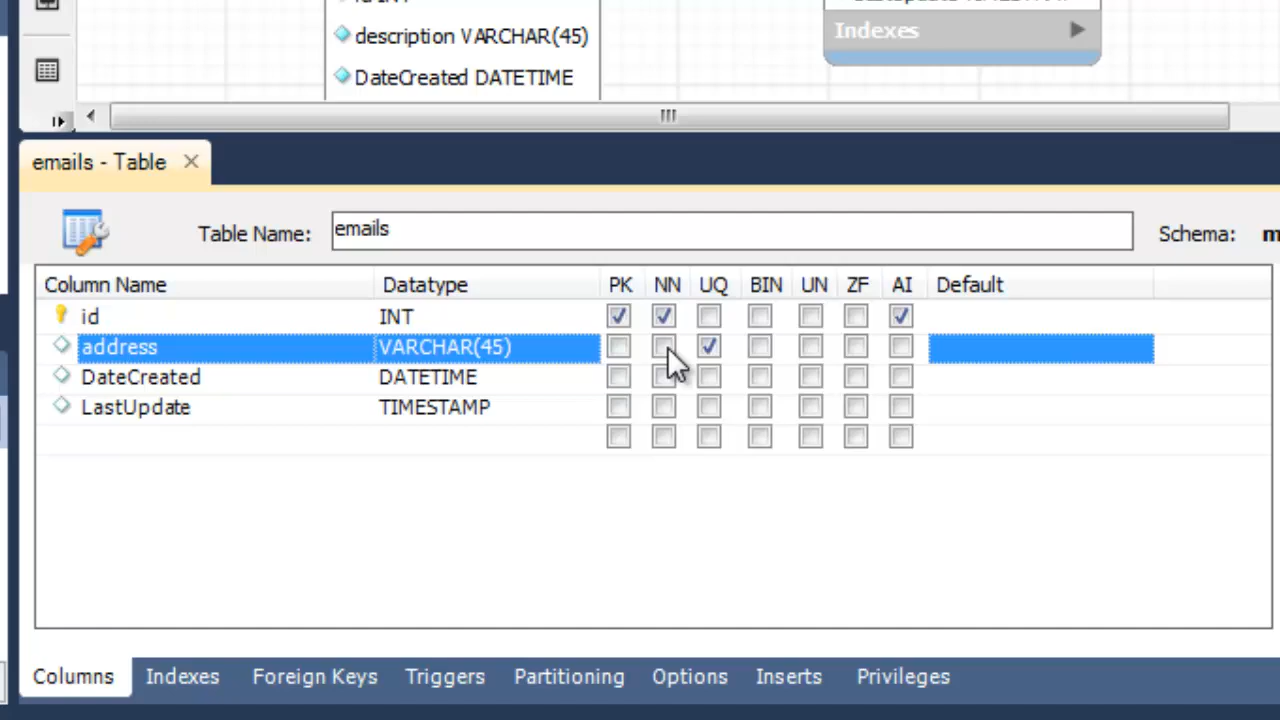 description VARCHAR(45)
DateCreated DATETIME
Indexes
emails - Table
Table Name: emails Schema:
Column Name Datatype PK NN UQ BIN UN ZF AI Default
id INT
address VARCHAR(45)
DateCreated DATETIME
LastUpdate TIMESTAMP
Columns Indexes Foreign Keys Triggers Partitioning Options Inserts Privileges